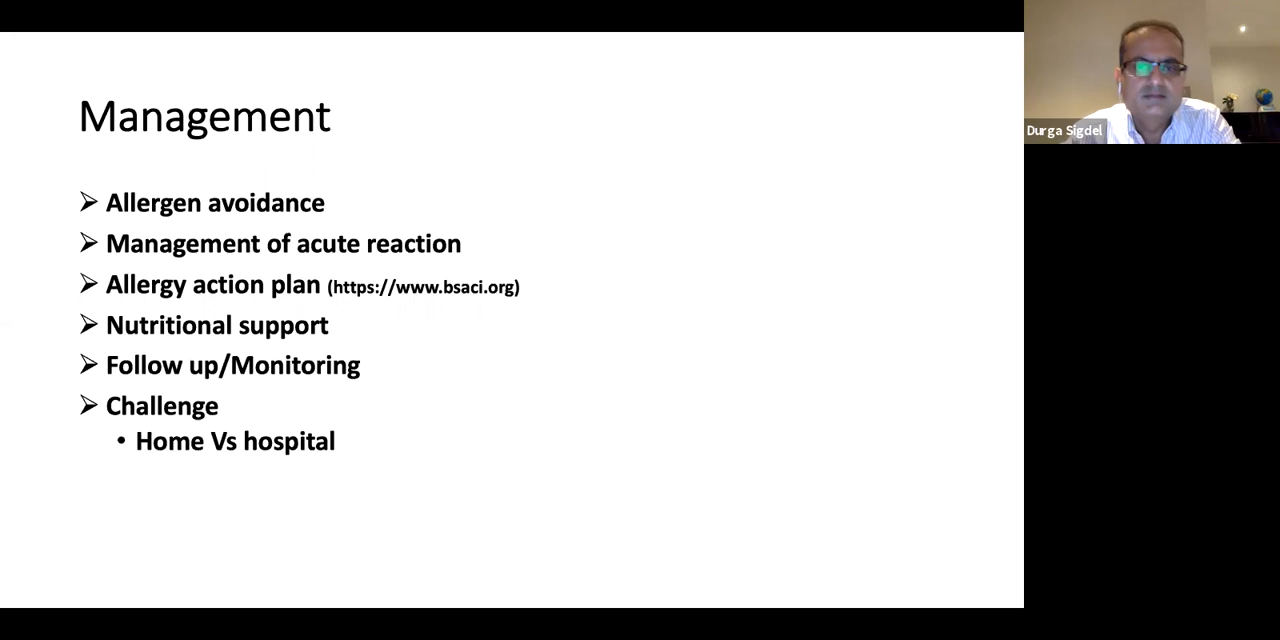 Management
➢ Allergen avoidance
➢ Management of acute reaction
➢ Allergy action plan (https://www.bsaci.org)
➢ Nutritional support
➢ Follow up/Monitoring
➢ Challenge
• Home Vs hospital
Durga Sigdel